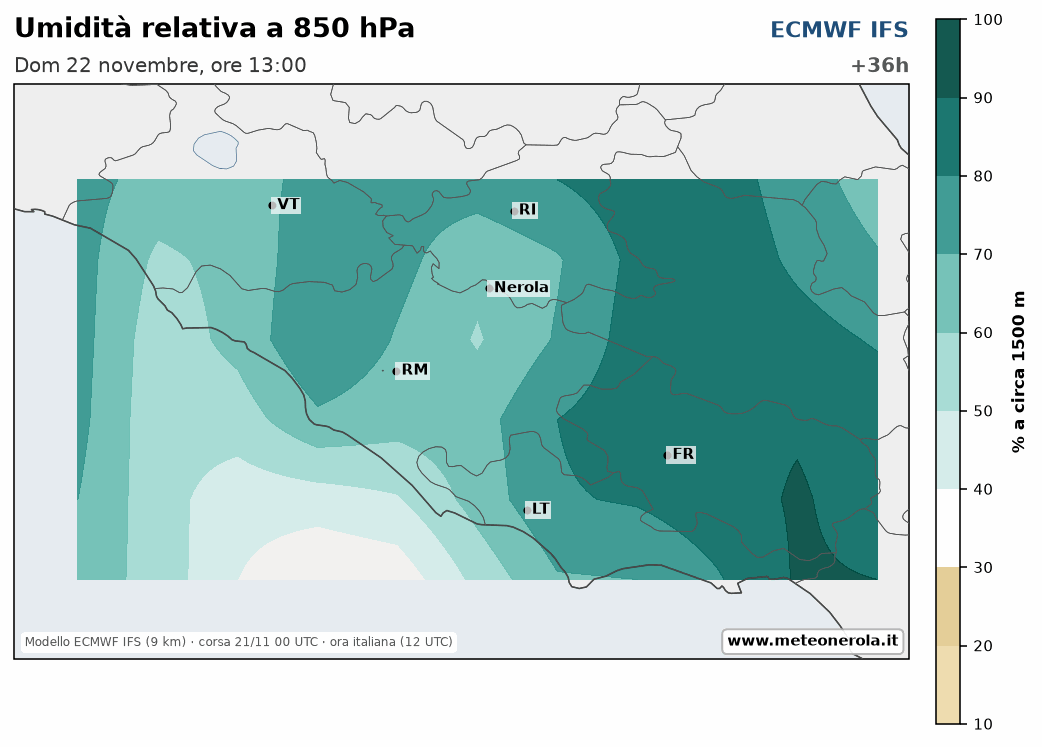 Umidità relativa a 850 hPa
ECMWF IFS
Dom 22 novembre, ore 13:00
+36h
VT
RI
Nerola
RM
FR
LT
Modello ECMWF IFS (9 km) · corsa 21/11 00 UTC · ora italiana (12 UTC)
www.meteonerola.it
100
90
80
70
60
50
40
30
20
10
% a circa 1500 m